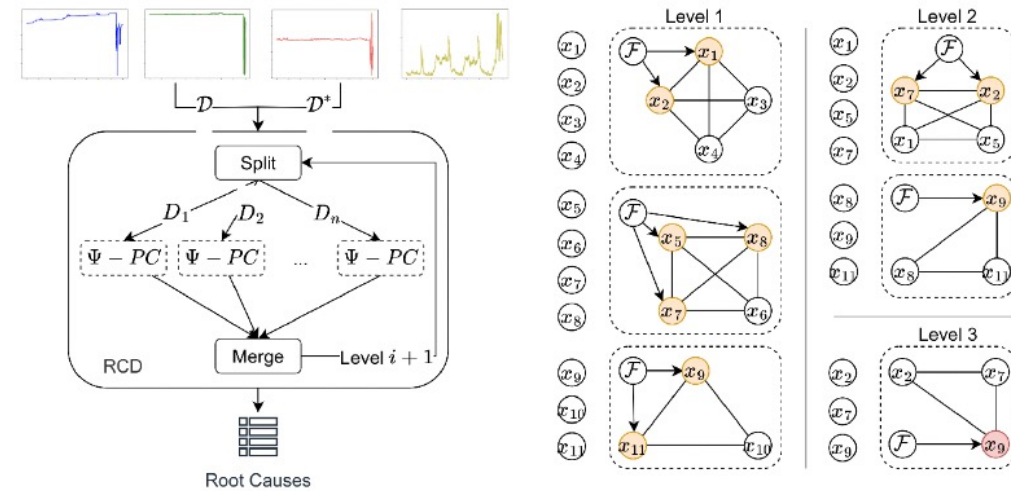 𝒟
𝒟*
Split
D₁
D₂
Dₙ
Ψ − PC
Ψ − PC
...
Ψ − PC
RCD
Merge
Level i + 1
Root Causes
Level 1
x₁
x₂
x₃
x₄
ℱ
x₁
x₂
x₃
x₄
x₅
x₆
x₇
x₈
ℱ
x₅
x₈
x₇
x₆
x₉
x₁₀
x₁₁
ℱ
x₉
x₁₁
x₁₀
Level 2
x₁
x₂
x₅
x₇
ℱ
x₇
x₂
x₁
x₅
x₈
x₉
x₁₁
ℱ
x₉
x₈
x₁₁
Level 3
x₂
x₇
x₉
x₂
x₇
ℱ
x₉